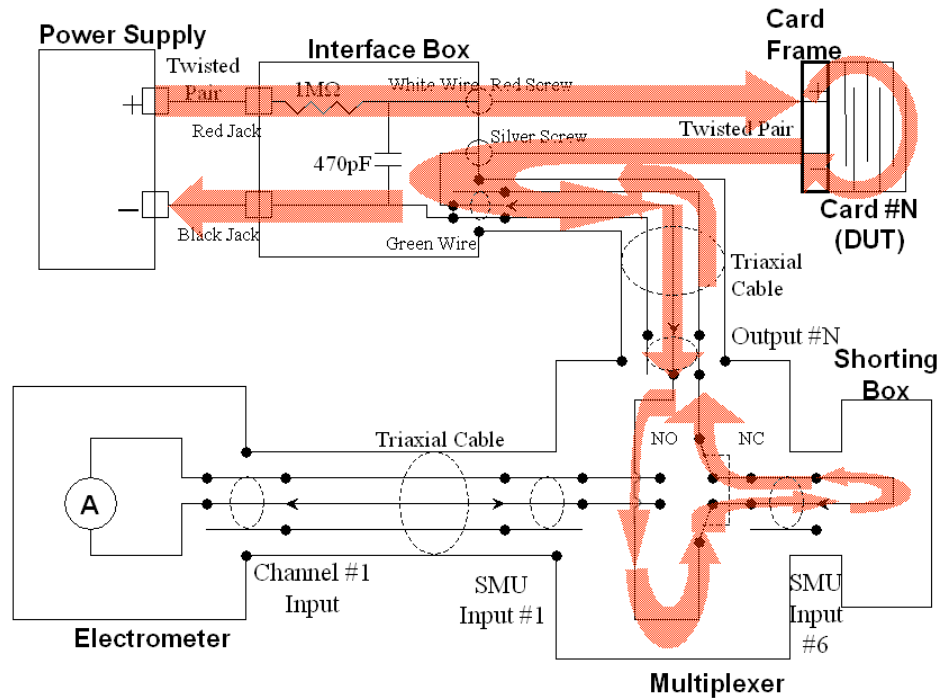 Power Supply
Interface Box
Card
Frame
Twisted
Pair
1MΩ
White Wire
Red Screw
+
+
Red Jack
Silver Screw
Twisted Pair
470pF
−
−
Black Jack
Green Wire
Card #N
(DUT)
Triaxial
Cable
Output #N
Shorting
Box
Triaxial Cable
NO
NC
A
Channel #1
Input
SMU
Input #1
SMU
Input
#6
Electrometer
Multiplexer